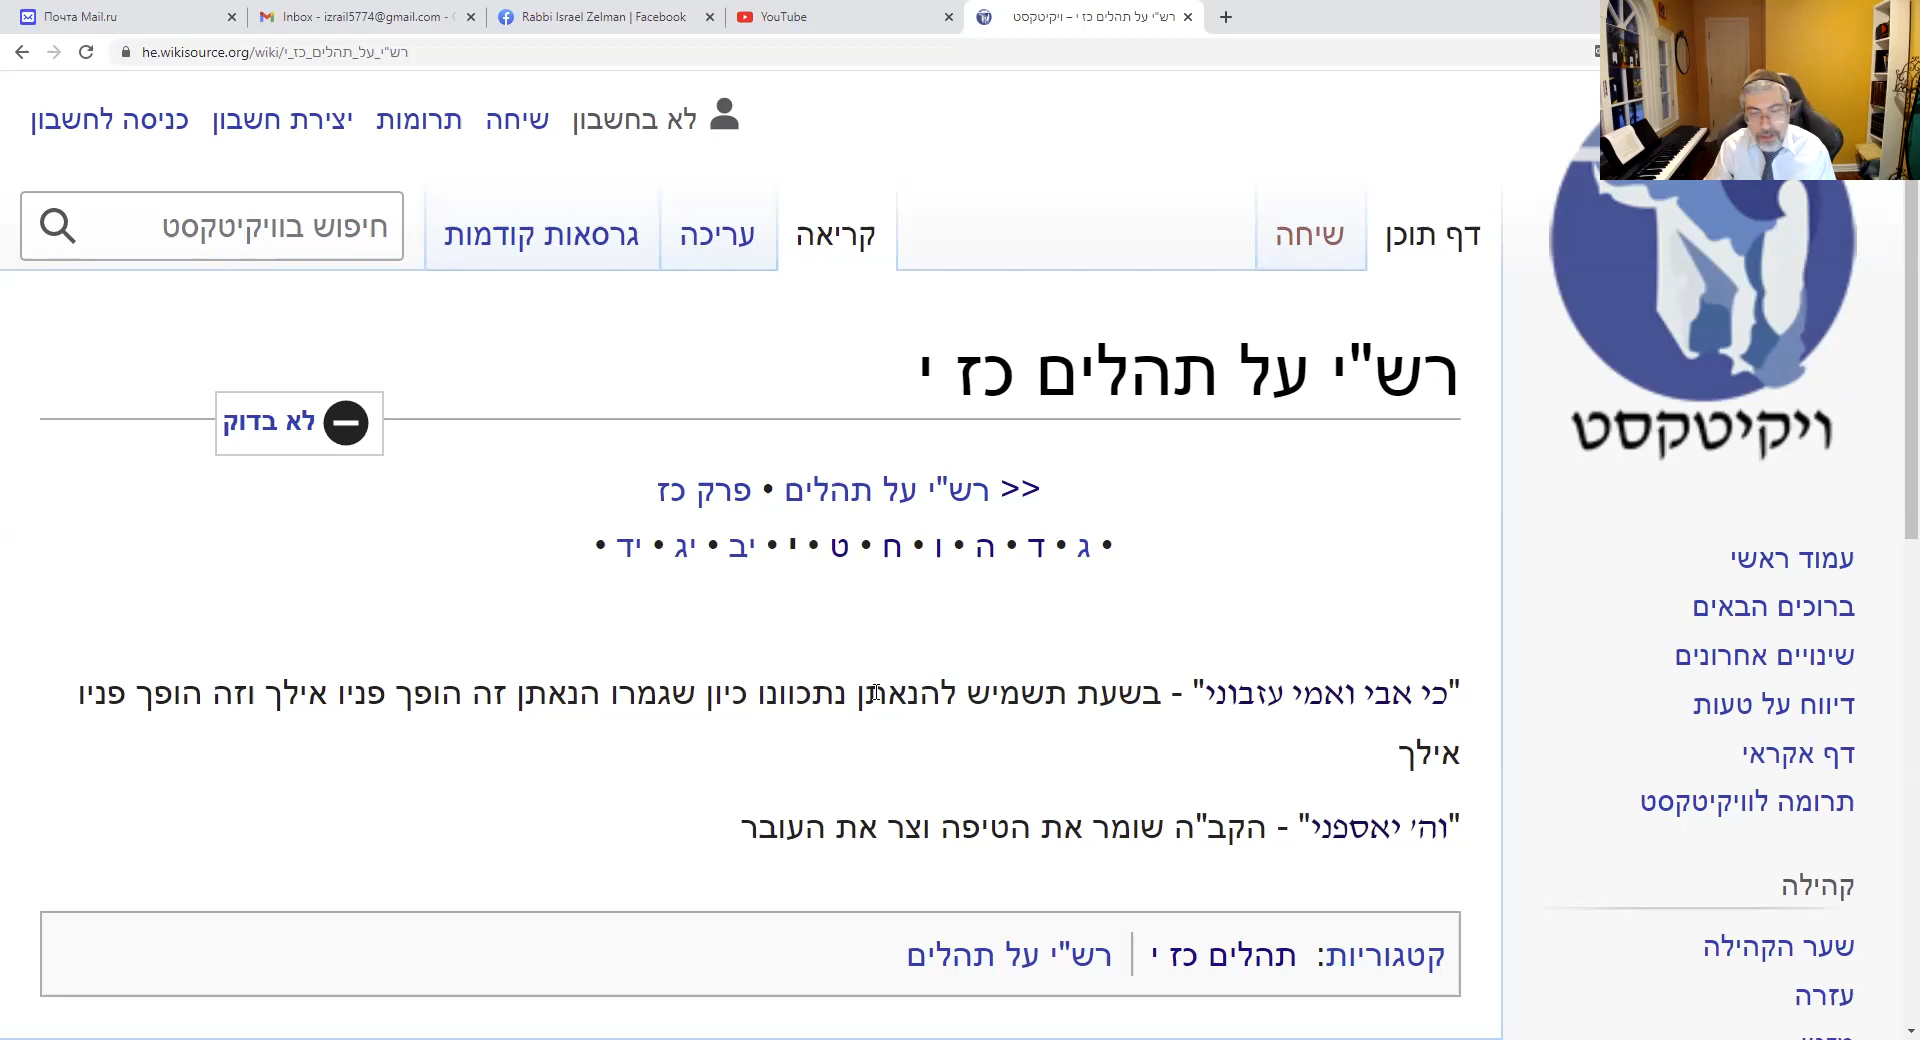 Почта Mail.ru
Inbox - izrail5774@gmail.com -
Rabbi Israel Zelman | Facebook
YouTube
רש"י על תהלים כז י – ויקיטקסט
he.wikisource.org/wiki/רש"י_על_תהלים_כז_י
לא בחשבון שיחה תרומות יצירת חשבון כניסה לחשבון
דף תוכן שיחה קריאה עריכה גרסאות קודמות חיפוש בוויקיטקסט
רש"י על תהלים כז י
לא בדוק
<< רש"י על תהלים • פרק כז
• ג • ד • ה • ו • ח • ט • י • יב • יג • יד •
"כי אבי ואמי עזבוני" - בשעת תשמיש להנאתן נתכוונו כיון שגמרו הנאתן זה הופך פניו אילך וזה הופך פניו
אילך
"וה' יאספני" - הקב"ה שומר את הטיפה וצר את העובר
קטגוריות: תהלים כז י | רש"י על תהלים
ויקיטקסט
עמוד ראשי
ברוכים הבאים
שינויים אחרונים
דיווח על טעות
דף אקראי
תרומה לוויקיטקסט
קהילה
שער הקהילה
עזרה